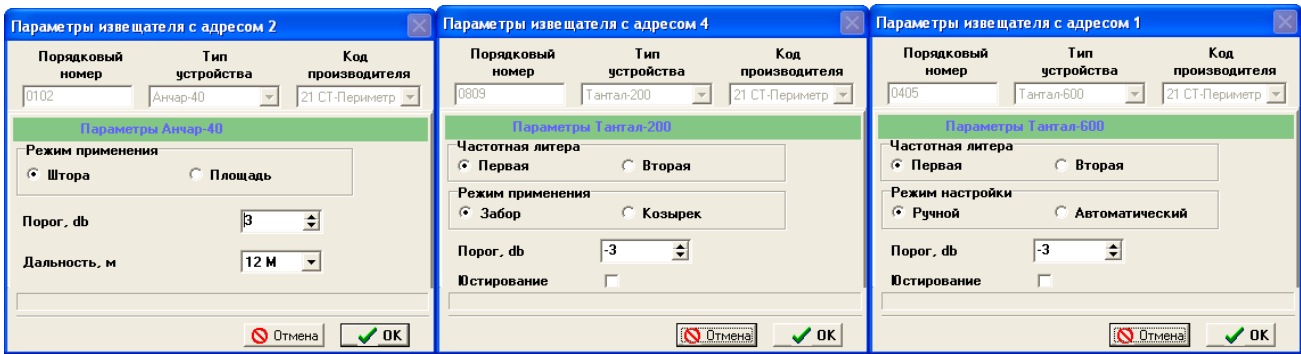 Параметры извещателя с адресом 2
Порядковый номер
Тип устройства
Код производителя
0102
Анчар-40
21 СТ-Периметр
Параметры Анчар-40
Режим применения
Штора
Площадь
Порог, db
3
Дальность, м
12 М
Отмена
OK
Параметры извещателя с адресом 4
Порядковый номер
Тип устройства
Код производителя
0809
Тантал-200
21 СТ-Периметр
Параметры Тантал-200
Частотная литера
Первая
Вторая
Режим применения
Забор
Козырек
Порог, db
-3
Юстирование
Отмена
OK
Параметры извещателя с адресом 1
Порядковый номер
Тип устройства
Код производителя
0405
Тантал-600
21 СТ-Периметр
Параметры Тантал-600
Частотная литера
Первая
Вторая
Режим настройки
Ручной
Автоматический
Порог, db
-3
Юстирование
Отмена
OK